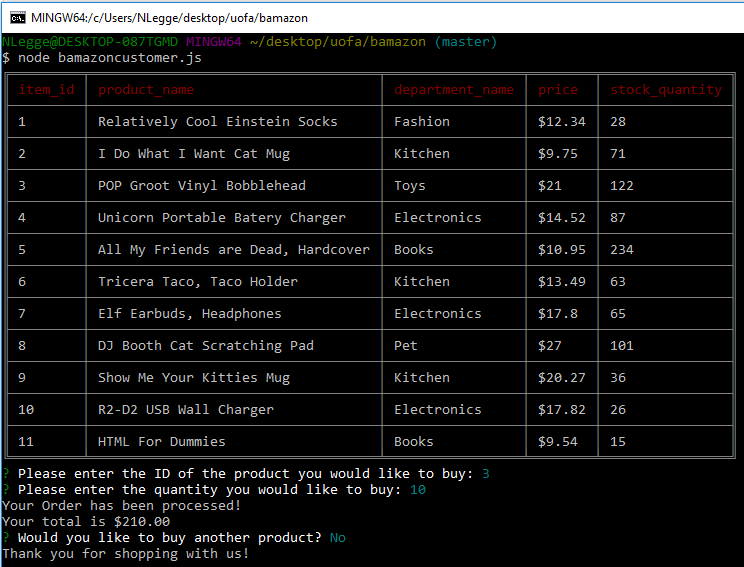 MINGW64:/c/Users/NLegge/desktop/uofa/bamazon
NLegge@DESKTOP-087TGMD MINGW64 ~/desktop/uofa/bamazon (master)
$ node bamazoncustomer.js
item_id product_name department_name price stock_quantity
1 Relatively Cool Einstein Socks Fashion $12.34 28
2 I Do What I Want Cat Mug Kitchen $9.75 71
3 POP Groot Vinyl Bobblehead Toys $21 122
4 Unicorn Portable Batery Charger Electronics $14.52 87
5 All My Friends are Dead, Hardcover Books $10.95 234
6 Tricera Taco, Taco Holder Kitchen $13.49 63
7 Elf Earbuds, Headphones Electronics $17.8 65
8 DJ Booth Cat Scratching Pad Pet $27 101
9 Show Me Your Kitties Mug Kitchen $20.27 36
10 R2-D2 USB Wall Charger Electronics $17.82 26
11 HTML For Dummies Books $9.54 15
? Please enter the ID of the product you would like to buy: 3
? Please enter the quantity you would like to buy: 10
Your Order has been processed!
Your total is $210.00
? Would you like to buy another product? No
Thank you for shopping with us!